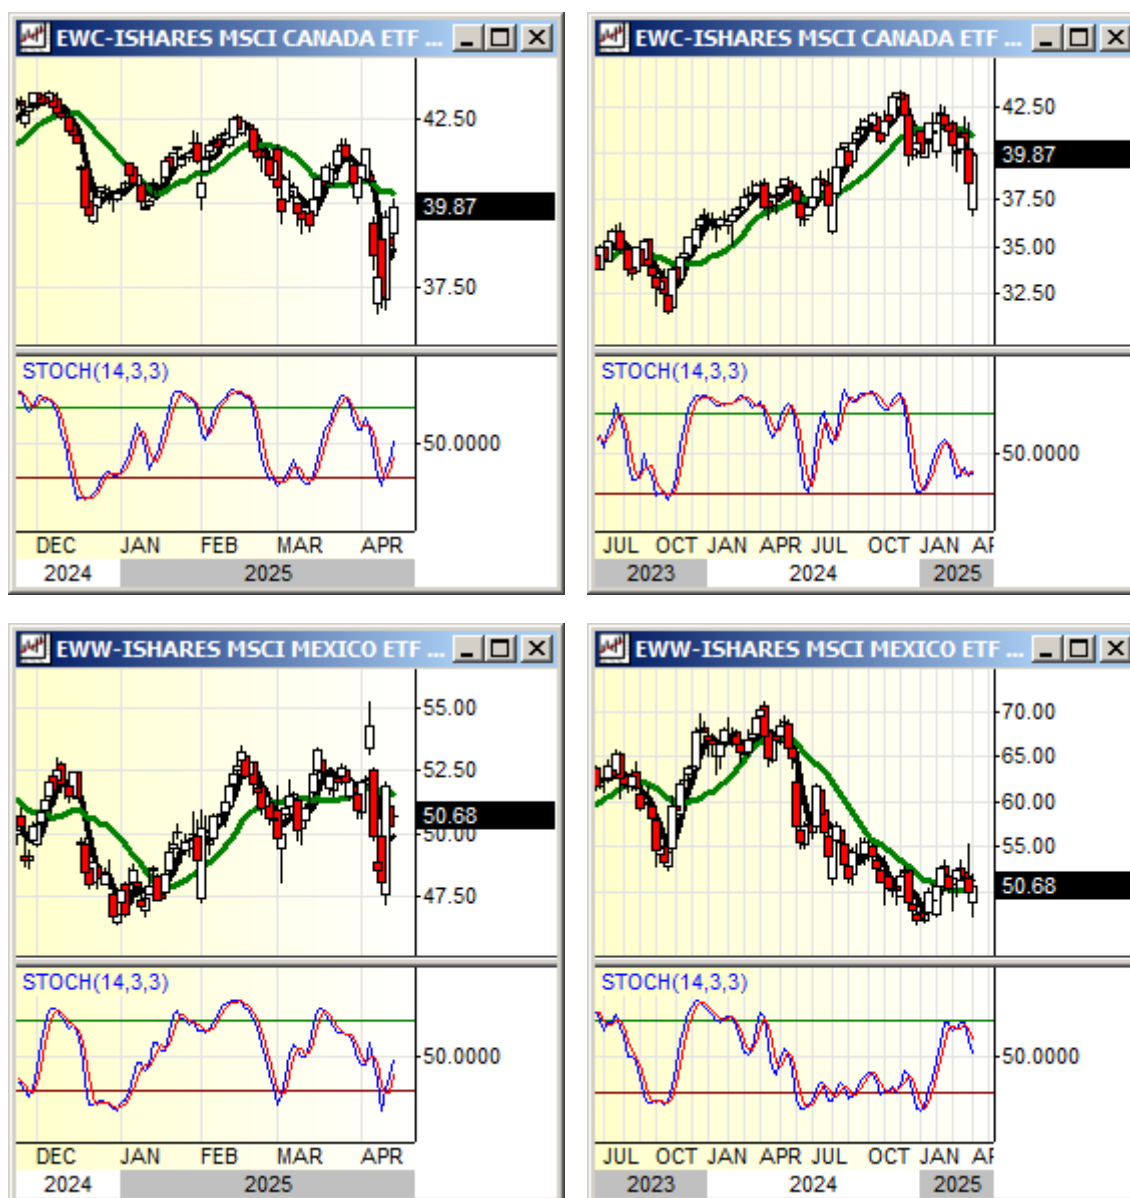 EWC-ISHARES MSCI CANADA ETF ...
42.50
39.87
37.50
STOCH(14,3,3)
50.0000
DEC JAN FEB MAR APR
2024 2025
EWC-ISHARES MSCI CANADA ETF ...
42.50
39.87
37.50
35.00
32.50
STOCH(14,3,3)
50.0000
JUL OCT JAN APR JUL OCT JAN AP
2023 2024 2025
EWW-ISHARES MSCI MEXICO ETF ...
55.00
52.50
50.68
50.00
47.50
STOCH(14,3,3)
50.0000
DEC JAN FEB MAR APR
2024 2025
EWW-ISHARES MSCI MEXICO ETF ...
70.00
65.00
60.00
55.00
50.68
STOCH(14,3,3)
50.0000
JUL OCT JAN APR JUL OCT JAN AP
2023 2024 2025